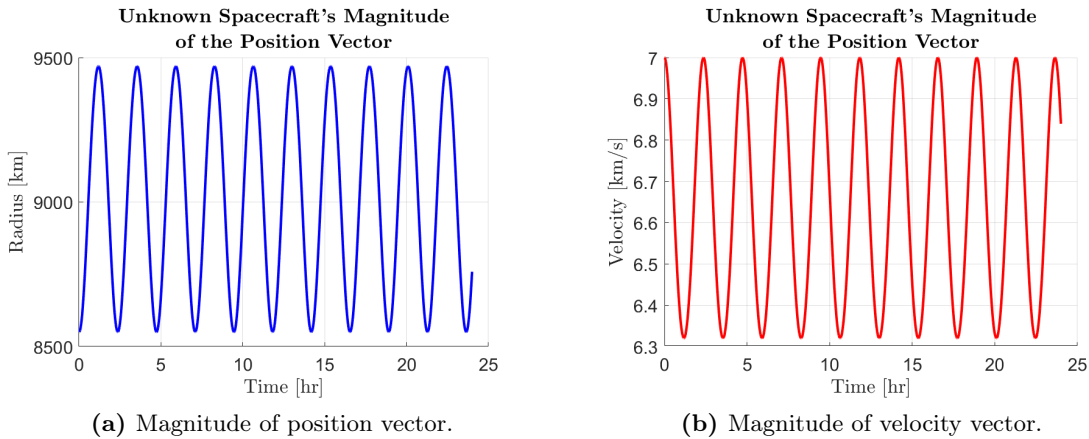 Unknown Spacecraft's Magnitude
of the Position Vector
9500
9000
8500
Radius [km]
0 5 10 15 20 25
Time [hr]
(a) Magnitude of position vector.
Unknown Spacecraft's Magnitude
of the Position Vector
7
6.9
6.8
6.7
6.6
6.5
6.4
6.3
Velocity [km/s]
0 5 10 15 20 25
Time [hr]
(b) Magnitude of velocity vector.